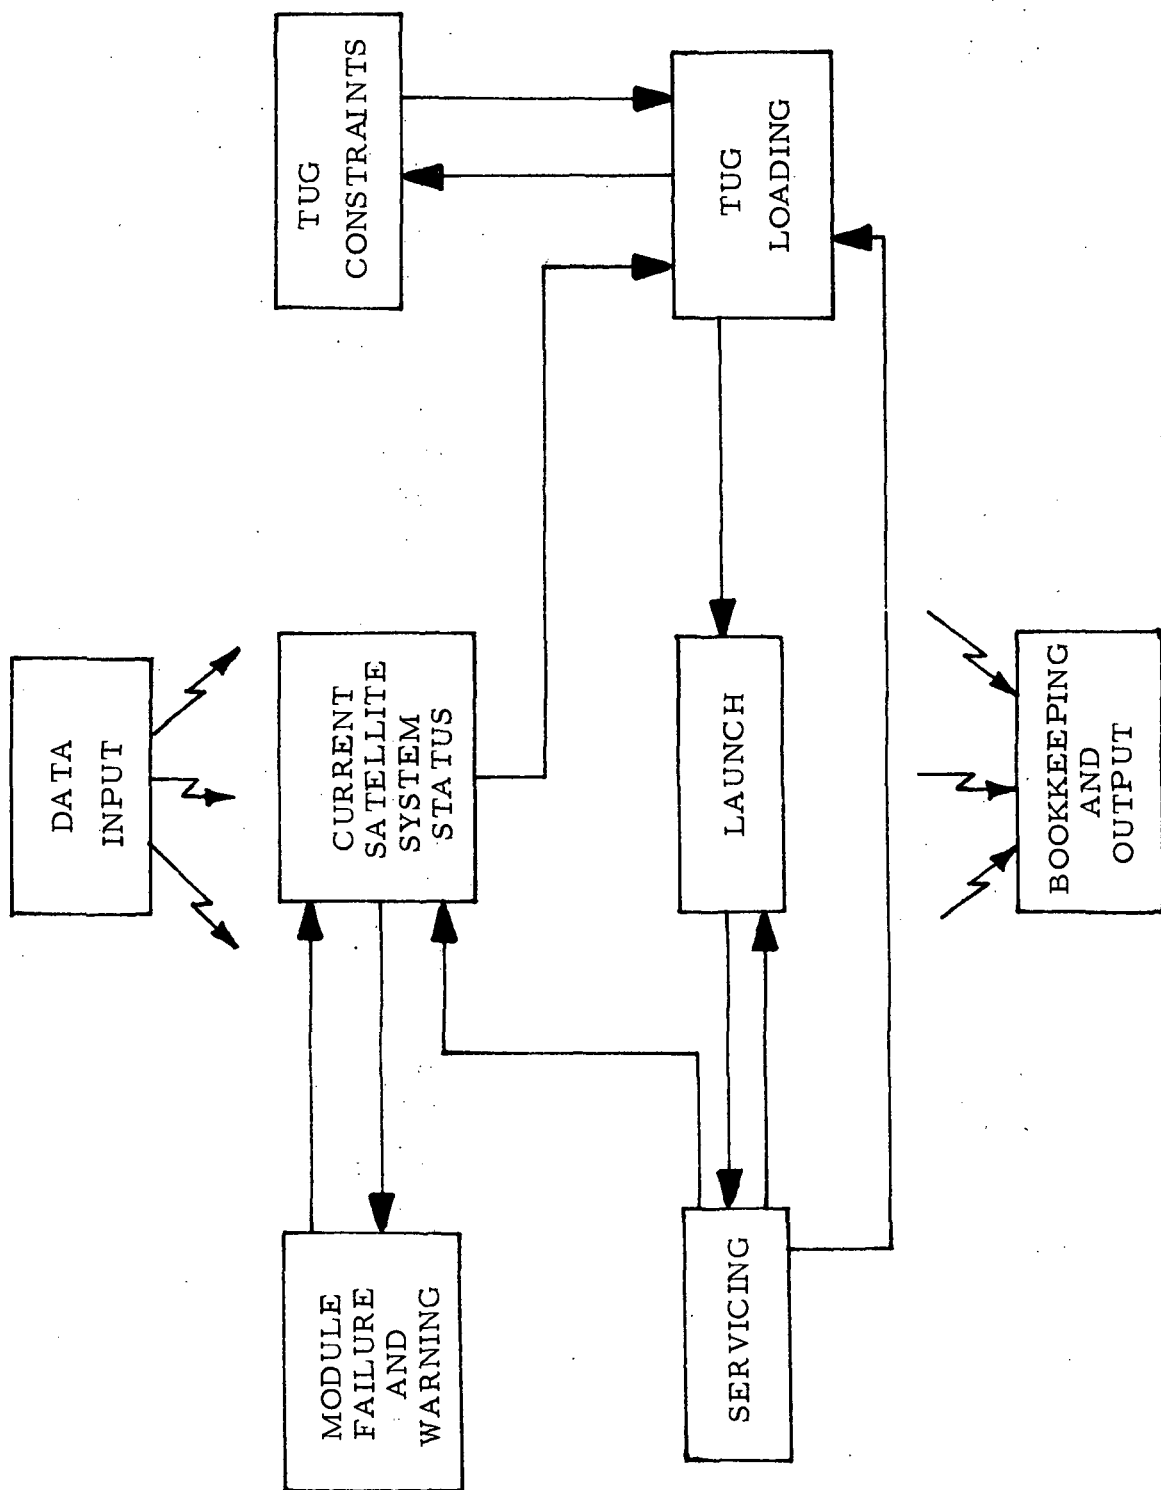 DATA
INPUT
MODULE
FAILURE
AND
WARNING
CURRENT
SATELLITE
SYSTEM
STATUS
TUG
CONSTRAINTS
SERVICING
LAUNCH
TUG
LOADING
BOOKKEEPING
AND
OUTPUT